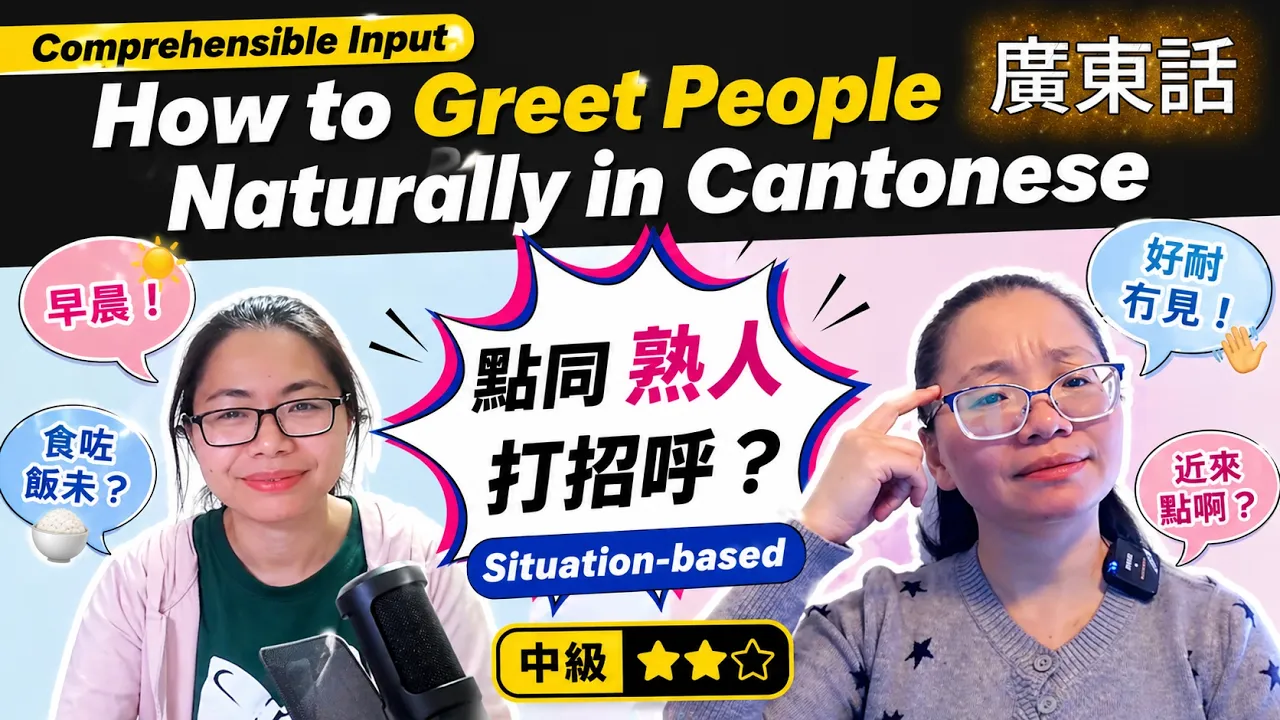 Comprehensible Input
How to Greet People
Naturally in Cantonese
廣東話
早晨！
食咗
飯未？
點同 熟人
打招呼？
Situation-based
中級
好耐
冇見！
近來
點啊？